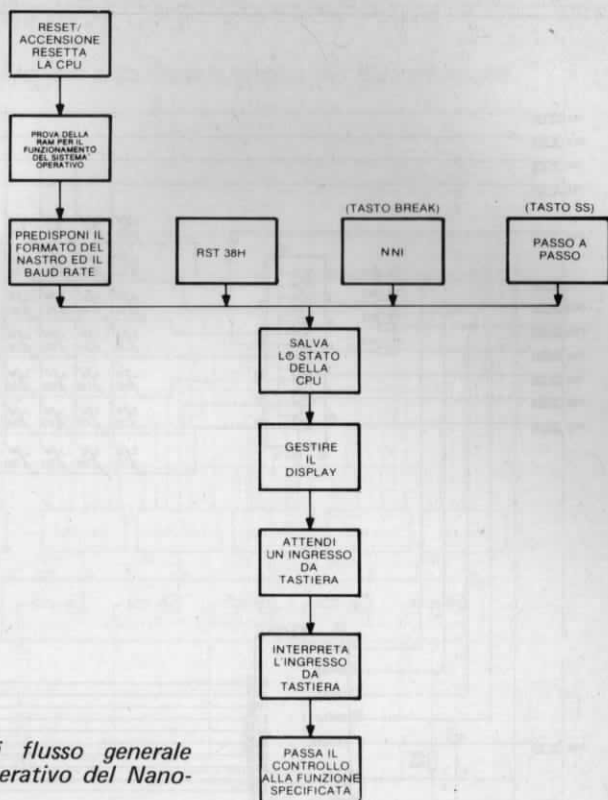 RESET/
ACCENSIONE
RESETTA
LA CPU
PROVA DELLA
RAM PER IL
FUNZIONAMENTO
DEL SISTEMA
OPERATIVO
PREDISPONI IL
FORMATO DEL
NASTRO ED IL
BAUD RATE
RST 38H
(TASTO BREAK)
NNI
(TASTO SS)
PASSO A
PASSO
SALVA
LO STATO
DELLA
CPU
GESTIRE
IL
DISPLAY
ATTENDI
UN INGRESSO
DA
TASTIERA
INTERPRETA
L'INGRESSO
DA
TASTIERA
PASSA IL
CONTROLLO
ALLA FUNZIONE
SPECIFICATA
flusso generale
erativo del Nano-